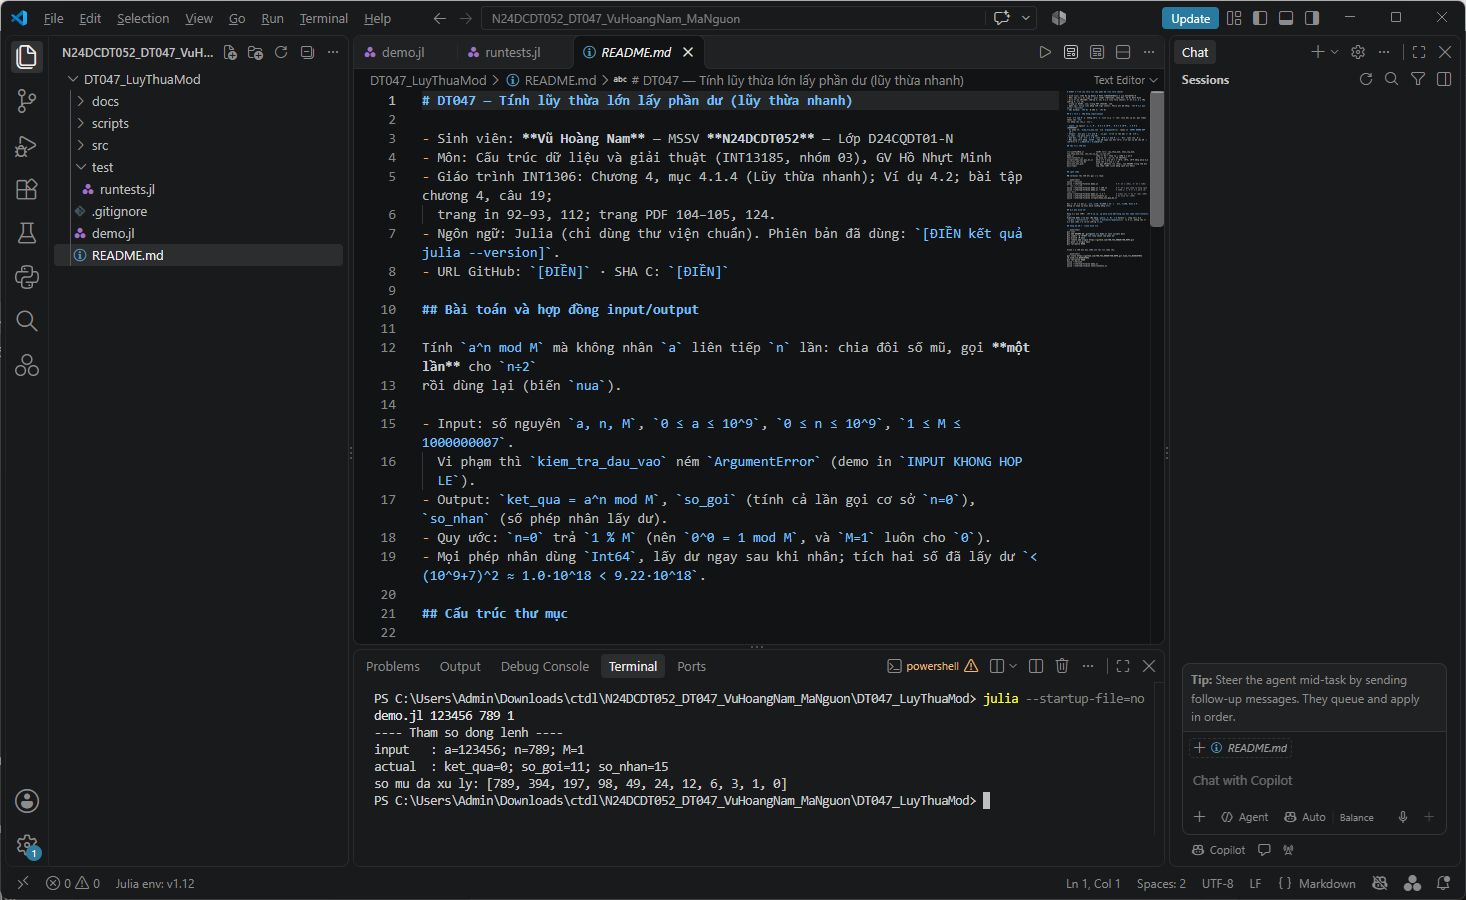 File Edit Selection View Go Run Terminal Help
N24DCDT052_DT047_VuHoangNam_MaNguon
Update
N24DCDT052_DT047_VuH...
DT047_LuyThuaMod
docs
scripts
src
test
runtests.jl
.gitignore
demo.jl
README.md
1
demo.jl runtests.jl README.md
DT047_LuyThuaMod > README.md > # DT047 — Tính lũy thừa lớn lấy phần dư (lũy thừa nhanh)
Text Editor
1 # DT047 — Tính lũy thừa lớn lấy phần dư (lũy thừa nhanh)
2
3 - Sinh viên: **Vũ Hoàng Nam** — MSSV **N24DCDT052** — Lớp D24CQDT01-N
4 - Môn: Cấu trúc dữ liệu và giải thuật (INT13185, nhóm 03), GV Hồ Nhựt Minh
5 - Giáo trình INT1306: Chương 4, mục 4.1.4 (Lũy thừa nhanh); Ví dụ 4.2; bài tập
chương 4, câu 19;
6 trang in 92–93, 112; trang PDF 104–105, 124.
7 - Ngôn ngữ: Julia (chỉ dùng thư viện chuẩn). Phiên bản đã dùng: `[ĐIỀN kết quả
julia --version]`.
8 - URL GitHub: `[ĐIỀN]` · SHA C: `[ĐIỀN]`
9
10 ## Bài toán và hợp đồng input/output
11
12 Tính `a^n mod M` mà không nhân `a` liên tiếp `n` lần: chia đôi số mũ, gọi **một
lần** cho `n÷2`
13 rồi dùng lại (biến `nua`).
14
15 - Input: số nguyên `a, n, M`, `0 ≤ a ≤ 10^9`, `0 ≤ n ≤ 10^9`, `1 ≤ M ≤
1000000007`.
16 Vi phạm thì `kiem_tra_dau_vao` ném `ArgumentError` (demo in `INPUT KHONG HOP
LE`).
17 - Output: `ket_qua = a^n mod M`, `so_goi` (tính cả lần gọi cơ sở `n=0`),
`so_nhan` (số phép nhân lấy dư).
18 - Quy ước: `n=0` trả `1 % M` (nên `0^0 = 1 mod M`, và `M=1` luôn cho `0`).
19 - Mọi phép nhân dùng `Int64`, lấy dư ngay sau khi nhân; tích hai số đã lấy dư `<
(10^9+7)^2 ≈ 1.0·10^18 < 9.22·10^18`.
20
21 ## Cấu trúc thư mục
22
Problems Output Debug Console Terminal Ports
powershell
PS C:\Users\Admin\Downloads\ctdl\N24DCDT052_DT047_VuHoangNam_MaNguon\DT047_LuyThuaMod> julia --startup-file=no
demo.jl 123456 789 1
---- Tham so dong lenh ----
input : a=123456; n=789; M=1
actual : ket_qua=0; so_goi=11; so_nhan=15
so mu da xu ly: [789, 394, 197, 98, 49, 24, 12, 6, 3, 1, 0]
PS C:\Users\Admin\Downloads\ctdl\N24DCDT052_DT047_VuHoangNam_MaNguon\DT047_LuyThuaMod>
Chat
Sessions
Tip: Steer the agent mid-task by sending
follow-up messages. They queue and apply
in order.
README.md
Chat with Copilot
Agent Auto Balance
Copilot
0 0 Julia env: v1.12
Ln 1, Col 1 Spaces: 2 UTF-8 LF { } Markdown